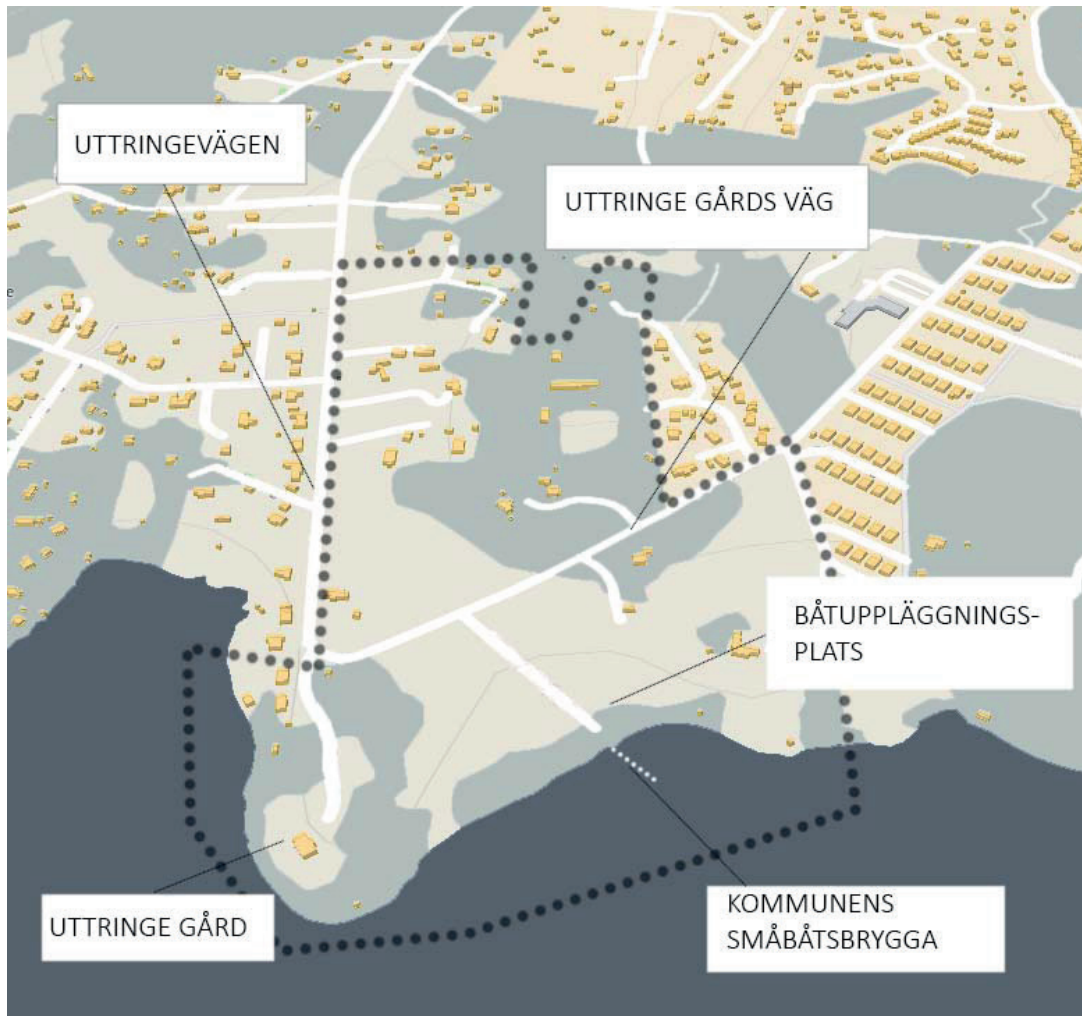 UTTRINGEVÄGEN
UTTRINGE GÅRDS VÄG
e
BÅTUPPLÄGGNINGS-
PLATS
UTTRINGE GÅRD
KOMMUNENS
SMÅBÅTSBRYGGA